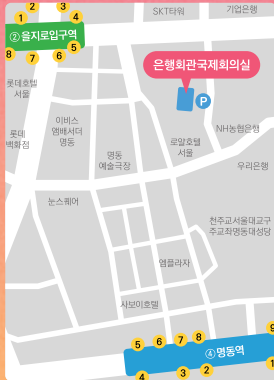 2
3
1
4
SKT타워
기업은행
② 을지로입구역
5
8
7
6
은행회관국제회의실
롯데호텔
서울
P
롯데
백화점
이비스
앰배서더
명동
NH농협은행
로얄호텔
서울
명동
예술극장
우리은행
눈스퀘어
천주교서울대교구
주교좌명동대성당
엠플라자
사보이호텔
9
5
6
7
8
④ 명동역
4
3
2
1